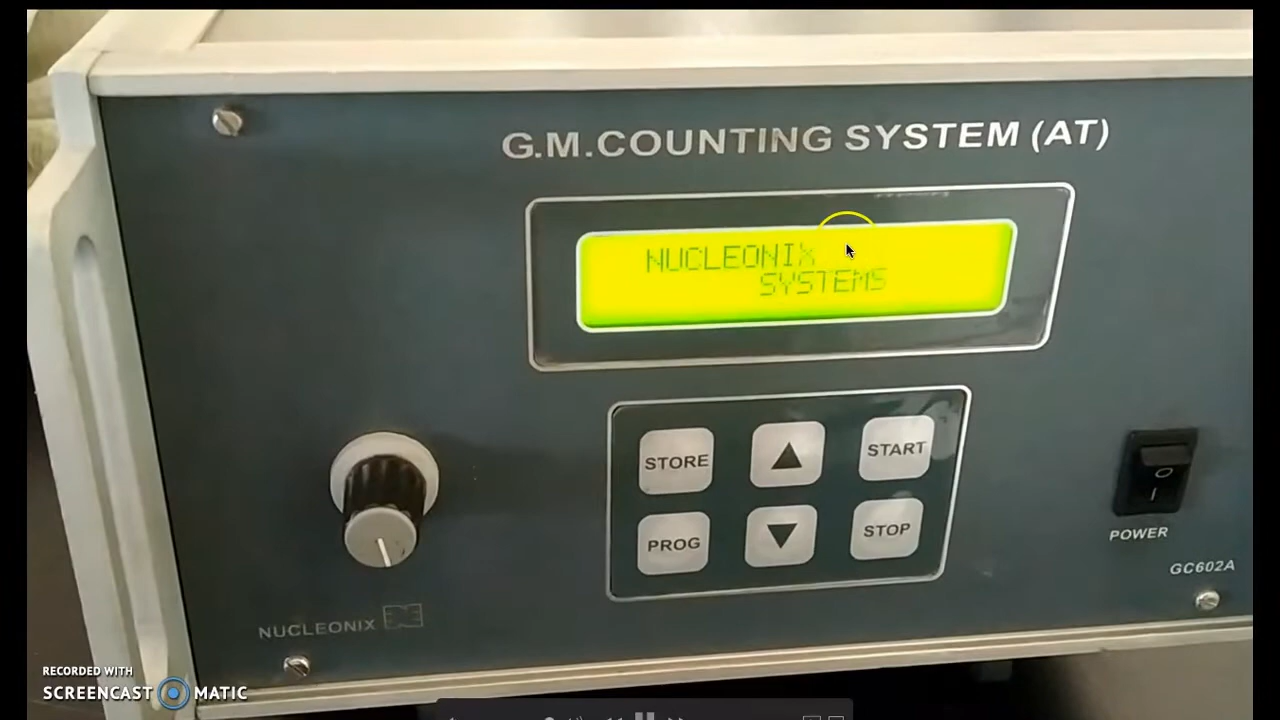 G.M.COUNTING SYSTEM (AT)
NUCLEONIX
SYSTEMS
STORE
START
PROG
STOP
POWER
GC602A
NUCLEONIX
RECORDED WITH
SCREENCAST MATIC